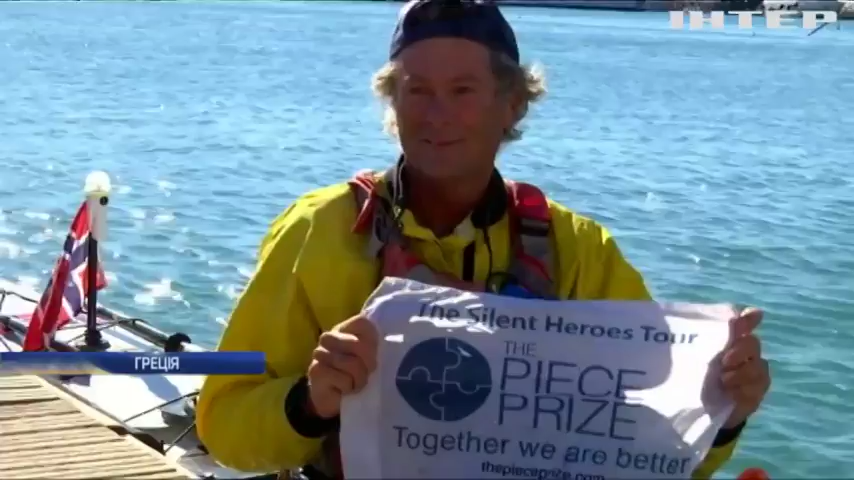 ІНТЕР
The Silent Heroes Tour
THE
PIECE
PRIZE
Together we are better
thepieceprize.com
ГРЕЦІЯ